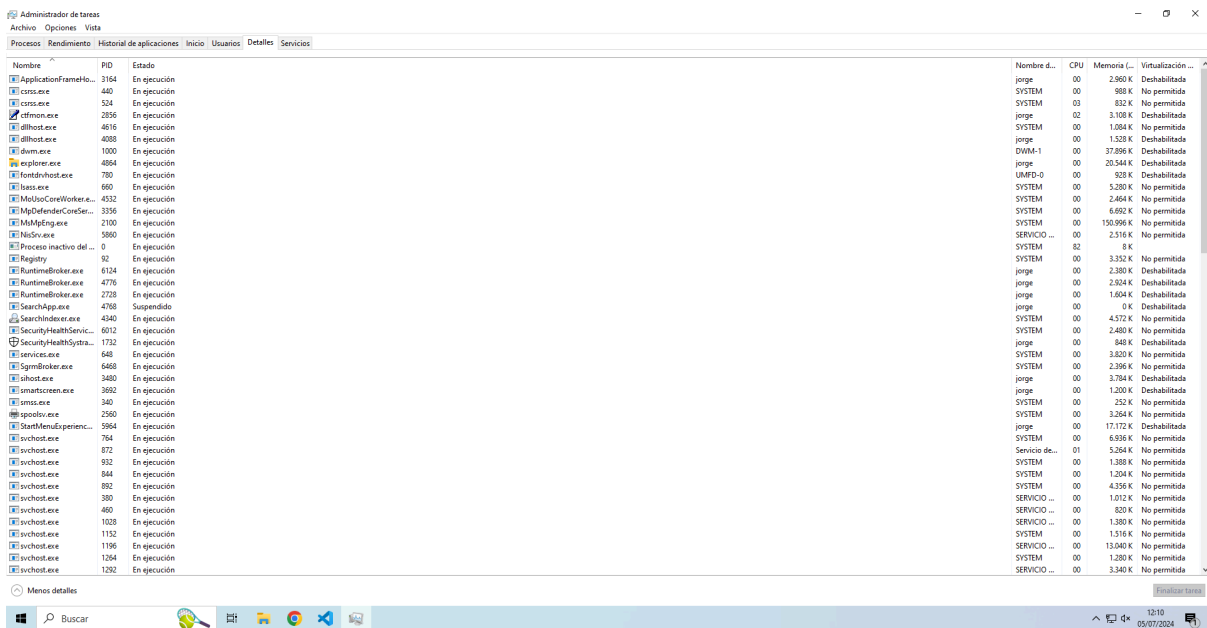 Administrador de tareas
Archivo Opciones Vista
Procesos Rendimiento Historial de aplicaciones Inicio Usuarios Detalles Servicios
Nombre PID Estado Nombre d... CPU Memoria (... Virtualización ...
ApplicationFrameHo... 3164 En ejecución jorge 00 2.960 K Deshabilitada
csrss.exe 440 En ejecución SYSTEM 00 988 K No permitida
csrss.exe 524 En ejecución SYSTEM 03 832 K No permitida
ctfmon.exe 2856 En ejecución jorge 02 3.108 K Deshabilitada
dllhost.exe 4616 En ejecución SYSTEM 00 1.084 K No permitida
dllhost.exe 4088 En ejecución jorge 00 1.528 K Deshabilitada
dwm.exe 1000 En ejecución DWM-1 00 37.896 K Deshabilitada
explorer.exe 4864 En ejecución jorge 00 20.544 K Deshabilitada
fontdrvhost.exe 780 En ejecución UMFD-0 00 928 K Deshabilitada
lsass.exe 660 En ejecución SYSTEM 00 5.280 K No permitida
MoUsoCoreWorker.e... 4532 En ejecución SYSTEM 00 2.464 K No permitida
MpDefenderCoreSer... 3356 En ejecución SYSTEM 00 6.692 K No permitida
MsMpEng.exe 2100 En ejecución SYSTEM 00 150.996 K No permitida
NisSrv.exe 5860 En ejecución SERVICIO ... 00 2.516 K No permitida
Proceso inactivo del ... 0 En ejecución SYSTEM 82 8 K
Registry 92 En ejecución SYSTEM 00 3.352 K No permitida
RuntimeBroker.exe 6124 En ejecución jorge 00 2.380 K Deshabilitada
RuntimeBroker.exe 4776 En ejecución jorge 00 2.924 K Deshabilitada
RuntimeBroker.exe 2728 En ejecución jorge 00 1.604 K Deshabilitada
SearchApp.exe 4768 Suspendido jorge 00 0 K Deshabilitada
SearchIndexer.exe 4340 En ejecución SYSTEM 00 4.572 K No permitida
SecurityHealthServic... 6012 En ejecución SYSTEM 00 2.480 K No permitida
SecurityHealthSystra... 1732 En ejecución jorge 00 848 K Deshabilitada
services.exe 648 En ejecución SYSTEM 00 3.820 K No permitida
SgrmBroker.exe 6468 En ejecución SYSTEM 00 2.396 K No permitida
sihost.exe 3480 En ejecución jorge 00 3.784 K Deshabilitada
smartscreen.exe 3692 En ejecución jorge 00 1.200 K Deshabilitada
smss.exe 340 En ejecución SYSTEM 00 252 K No permitida
spoolsv.exe 2560 En ejecución SYSTEM 00 3.264 K No permitida
StartMenuExperienc... 5964 En ejecución jorge 00 17.172 K Deshabilitada
svchost.exe 764 En ejecución SYSTEM 00 6.936 K No permitida
svchost.exe 872 En ejecución Servicio de... 01 5.264 K No permitida
svchost.exe 932 En ejecución SYSTEM 00 1.388 K No permitida
svchost.exe 844 En ejecución SYSTEM 00 1.204 K No permitida
svchost.exe 892 En ejecución SYSTEM 00 4.356 K No permitida
svchost.exe 380 En ejecución SERVICIO ... 00 1.012 K No permitida
svchost.exe 460 En ejecución SERVICIO ... 00 820 K No permitida
svchost.exe 1028 En ejecución SERVICIO ... 00 1.380 K No permitida
svchost.exe 1152 En ejecución SYSTEM 00 1.516 K No permitida
svchost.exe 1196 En ejecución SERVICIO ... 00 13.040 K No permitida
svchost.exe 1264 En ejecución SYSTEM 00 1.280 K No permitida
svchost.exe 1292 En ejecución SERVICIO ... 00 3.340 K No permitida
Menos detalles Finalizar tarea
Buscar
12:10
05/07/2024